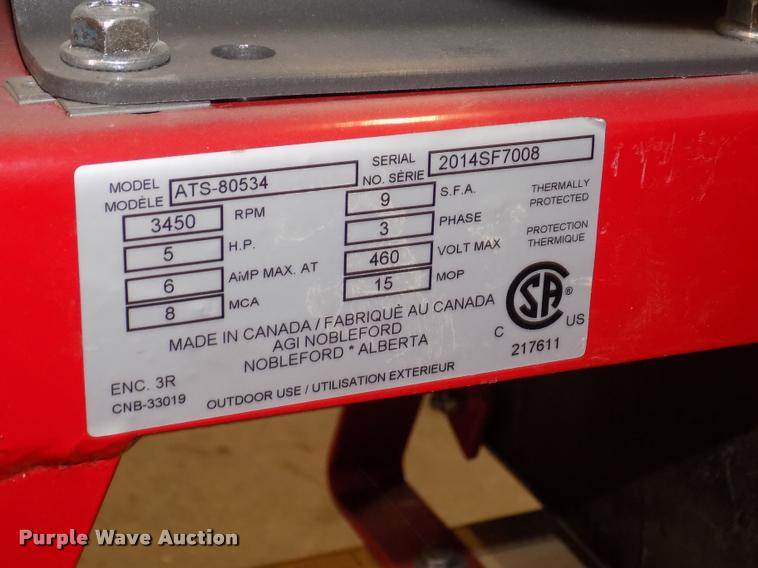 MODEL
MODÈLE ATS-80534
SERIAL
NO. SÉRIE 2014SF7008
3450 RPM 9 S.F.A. THERMALLY
PROTECTED
5 H.P. 3 PHASE PROTECTION
THERMIQUE
6 AMP MAX. AT 460 VOLT MAX
8 MCA 15 MOP
MADE IN CANADA / FABRIQUÈ AU CANADA
AGI NOBLEFORD
NOBLEFORD * ALBERTA
CSA ®
C US
217611
ENC. 3R
CNB-33019 OUTDOOR USE / UTILISATION EXTERIEUR
Purple Wave Auction